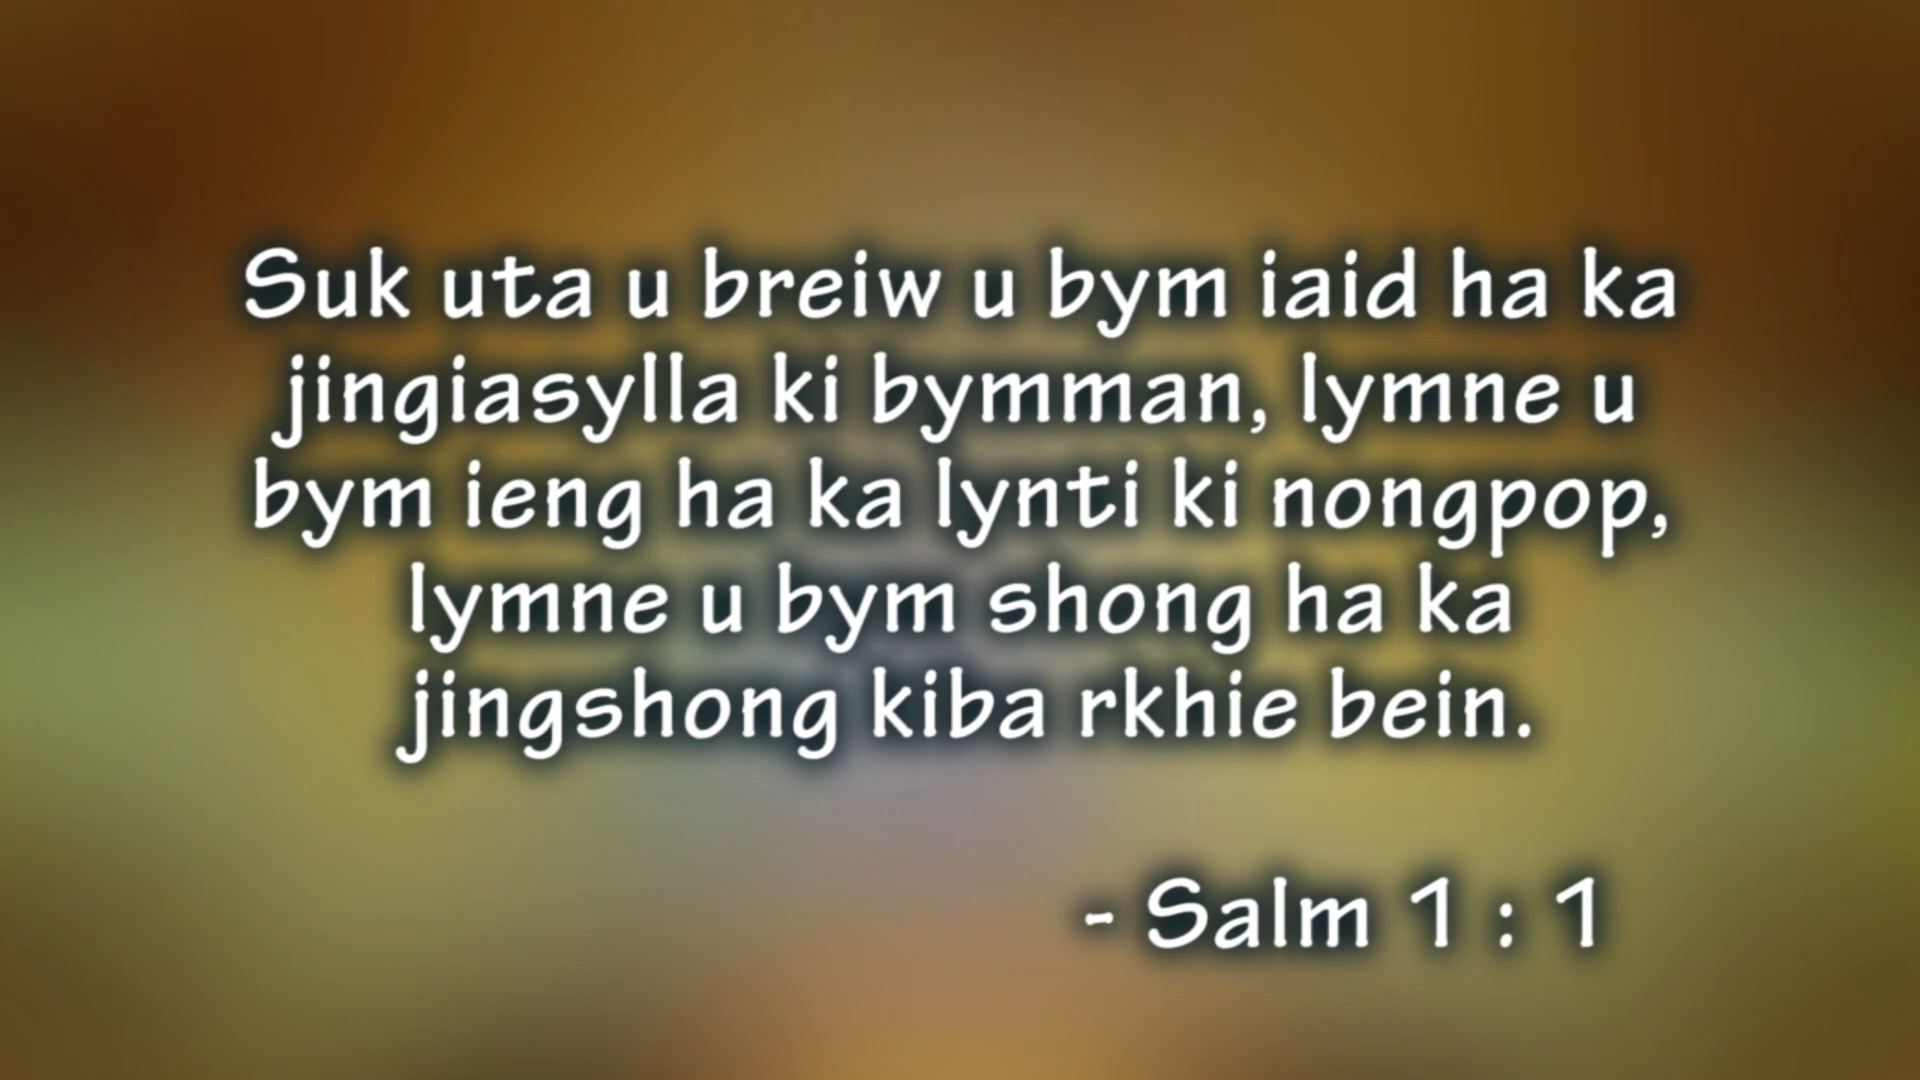 Suk uta u breiw u bym iaid ha ka
jingiasylla ki bymman, lymne u
bym ieng ha ka lynti ki nongpop,
lymne u bym shong ha ka
jingshong kiba rkhie bein.
- Salm 1 : 1